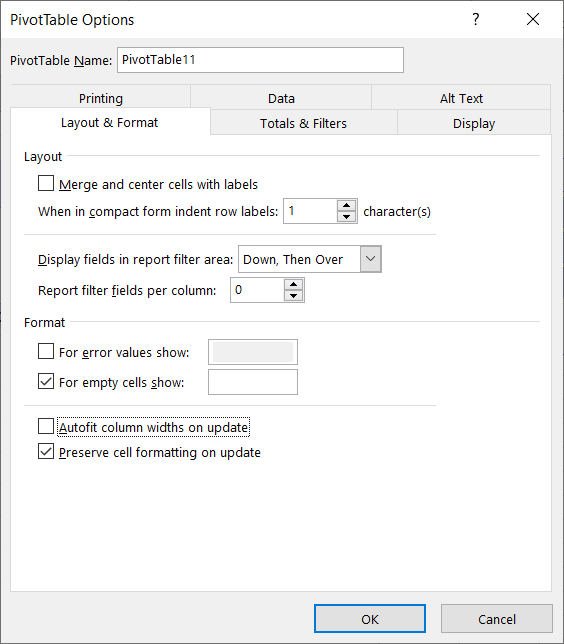 PivotTable Options
?
PivotTable Name: PivotTable11
Printing Data Alt Text
Layout & Format Totals & Filters Display
Layout
Merge and center cells with labels
When in compact form indent row labels: 1 character(s)
Display fields in report filter area: Down, Then Over
Report filter fields per column: 0
Format
For error values show:
For empty cells show:
Autofit column widths on update
Preserve cell formatting on update
OK Cancel